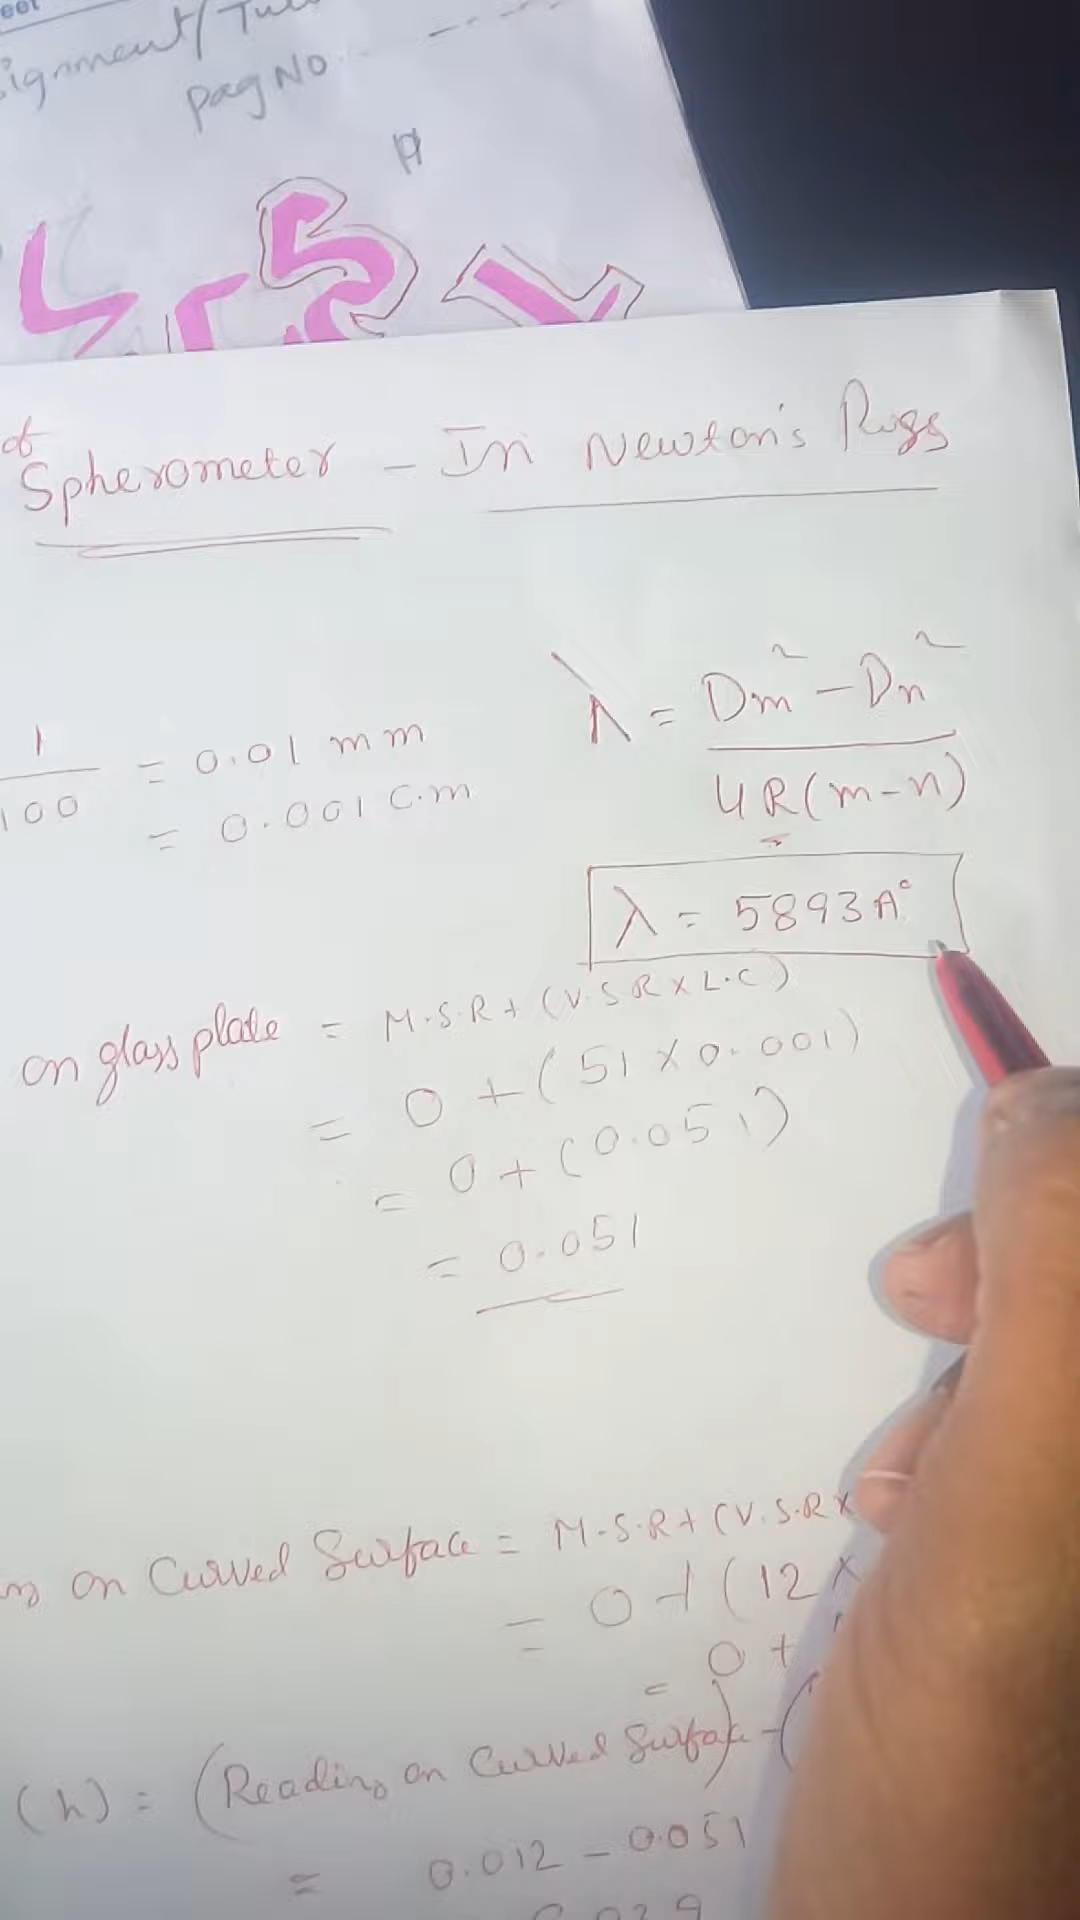 pag No.
of
Spherometer - In Newton's Rings
1
100
= 0.01 mm
= 0.001 C.m
λ = Dm² - Dn²
4R(m-n)
λ = 5893A°
on glass plate = M.S.R + (V.S.R X L.C)
= 0 + (51 X 0.001)
= 0 + (0.051)
= 0.051
on Curved Surface = M.S.R + (V.S.R X
= 0 + (12 X
= 0 +
(h) = (Reading on Curved Surface) - (
= 0.012 - 0.051